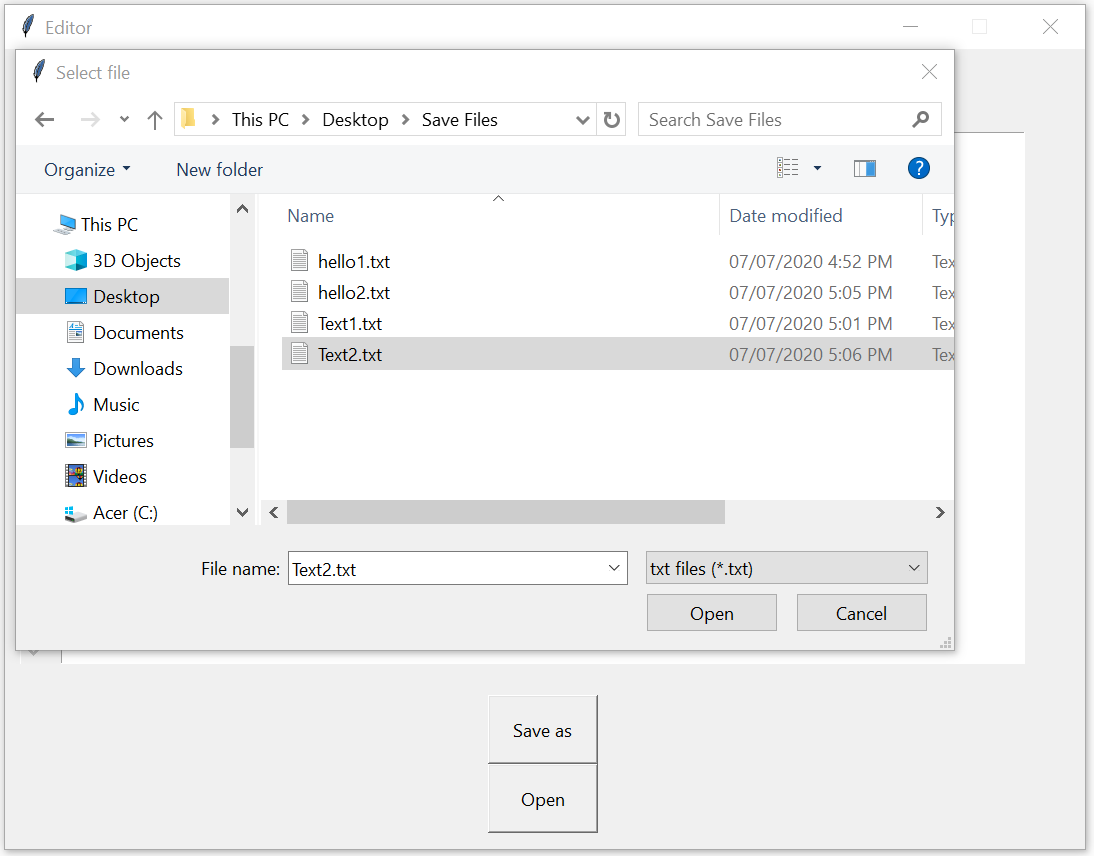 Editor
Select file
This PC Desktop Save Files Search Save Files
Organize New folder
This PC
3D Objects
Desktop
Documents
Downloads
Music
Pictures
Videos
Acer (C:)
Name Date modified Typ
hello1.txt 07/07/2020 4:52 PM Tex
hello2.txt 07/07/2020 5:05 PM Tex
Text1.txt 07/07/2020 5:01 PM Tex
Text2.txt 07/07/2020 5:06 PM Tex
File name: Text2.txt txt files (*.txt)
Open Cancel
Save as
Open